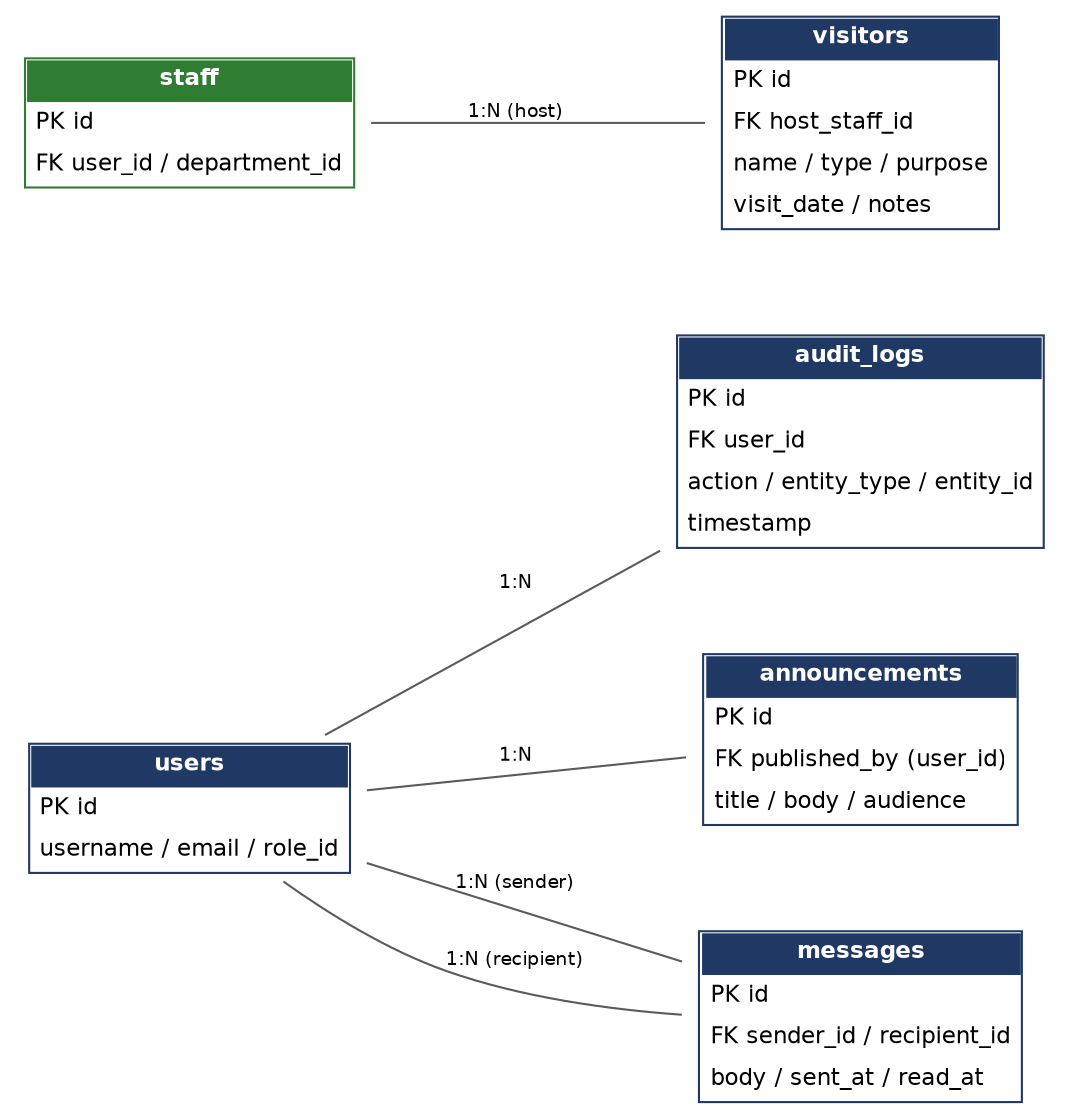 staff
PK id
FK user_id / department_id
1:N (host)
visitors
PK id
FK host_staff_id
name / type / purpose
visit_date / notes
audit_logs
PK id
FK user_id
action / entity_type / entity_id
timestamp
1:N
users
PK id
username / email / role_id
1:N
announcements
PK id
FK published_by (user_id)
title / body / audience
1:N (sender)
1:N (recipient)
messages
PK id
FK sender_id / recipient_id
body / sent_at / read_at